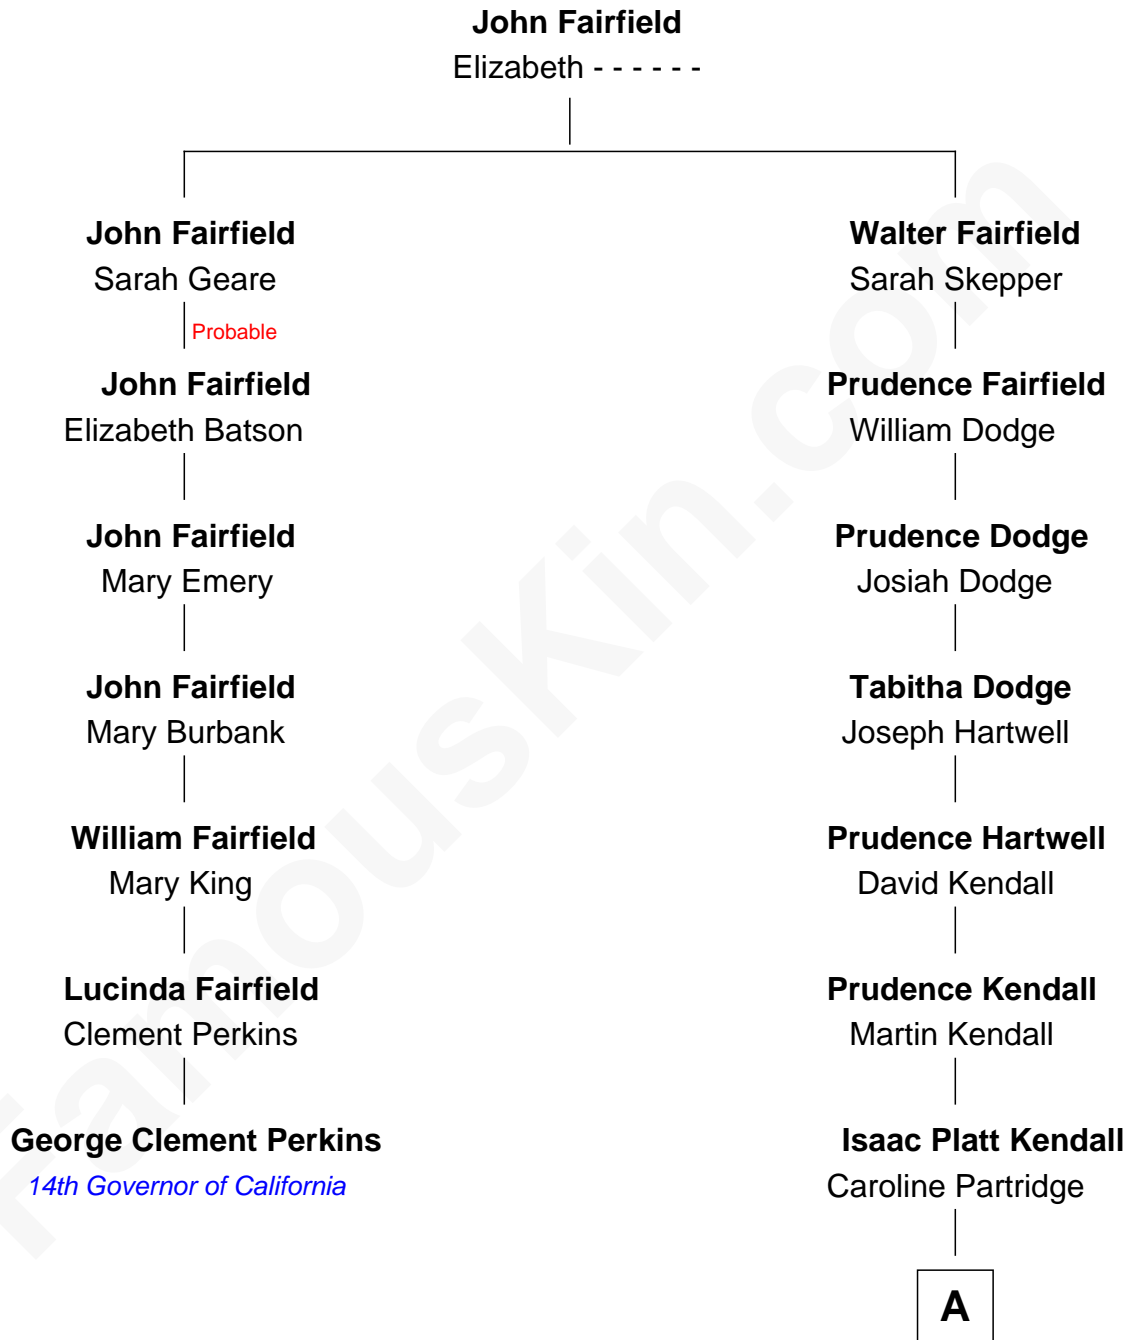 John Fairfield
Elizabeth - - - - - -
John Fairfield
Sarah Geare
Probable
John Fairfield
Elizabeth Batson
John Fairfield
Mary Emery
John Fairfield
Mary Burbank
William Fairfield
Mary King
Lucinda Fairfield
Clement Perkins
George Clement Perkins
14th Governor of California
Walter Fairfield
Sarah Skepper
Prudence Fairfield
William Dodge
Prudence Dodge
Josiah Dodge
Tabitha Dodge
Joseph Hartwell
Prudence Hartwell
David Kendall
Prudence Kendall
Martin Kendall
Isaac Platt Kendall
Caroline Partridge
A
FamousKin.com